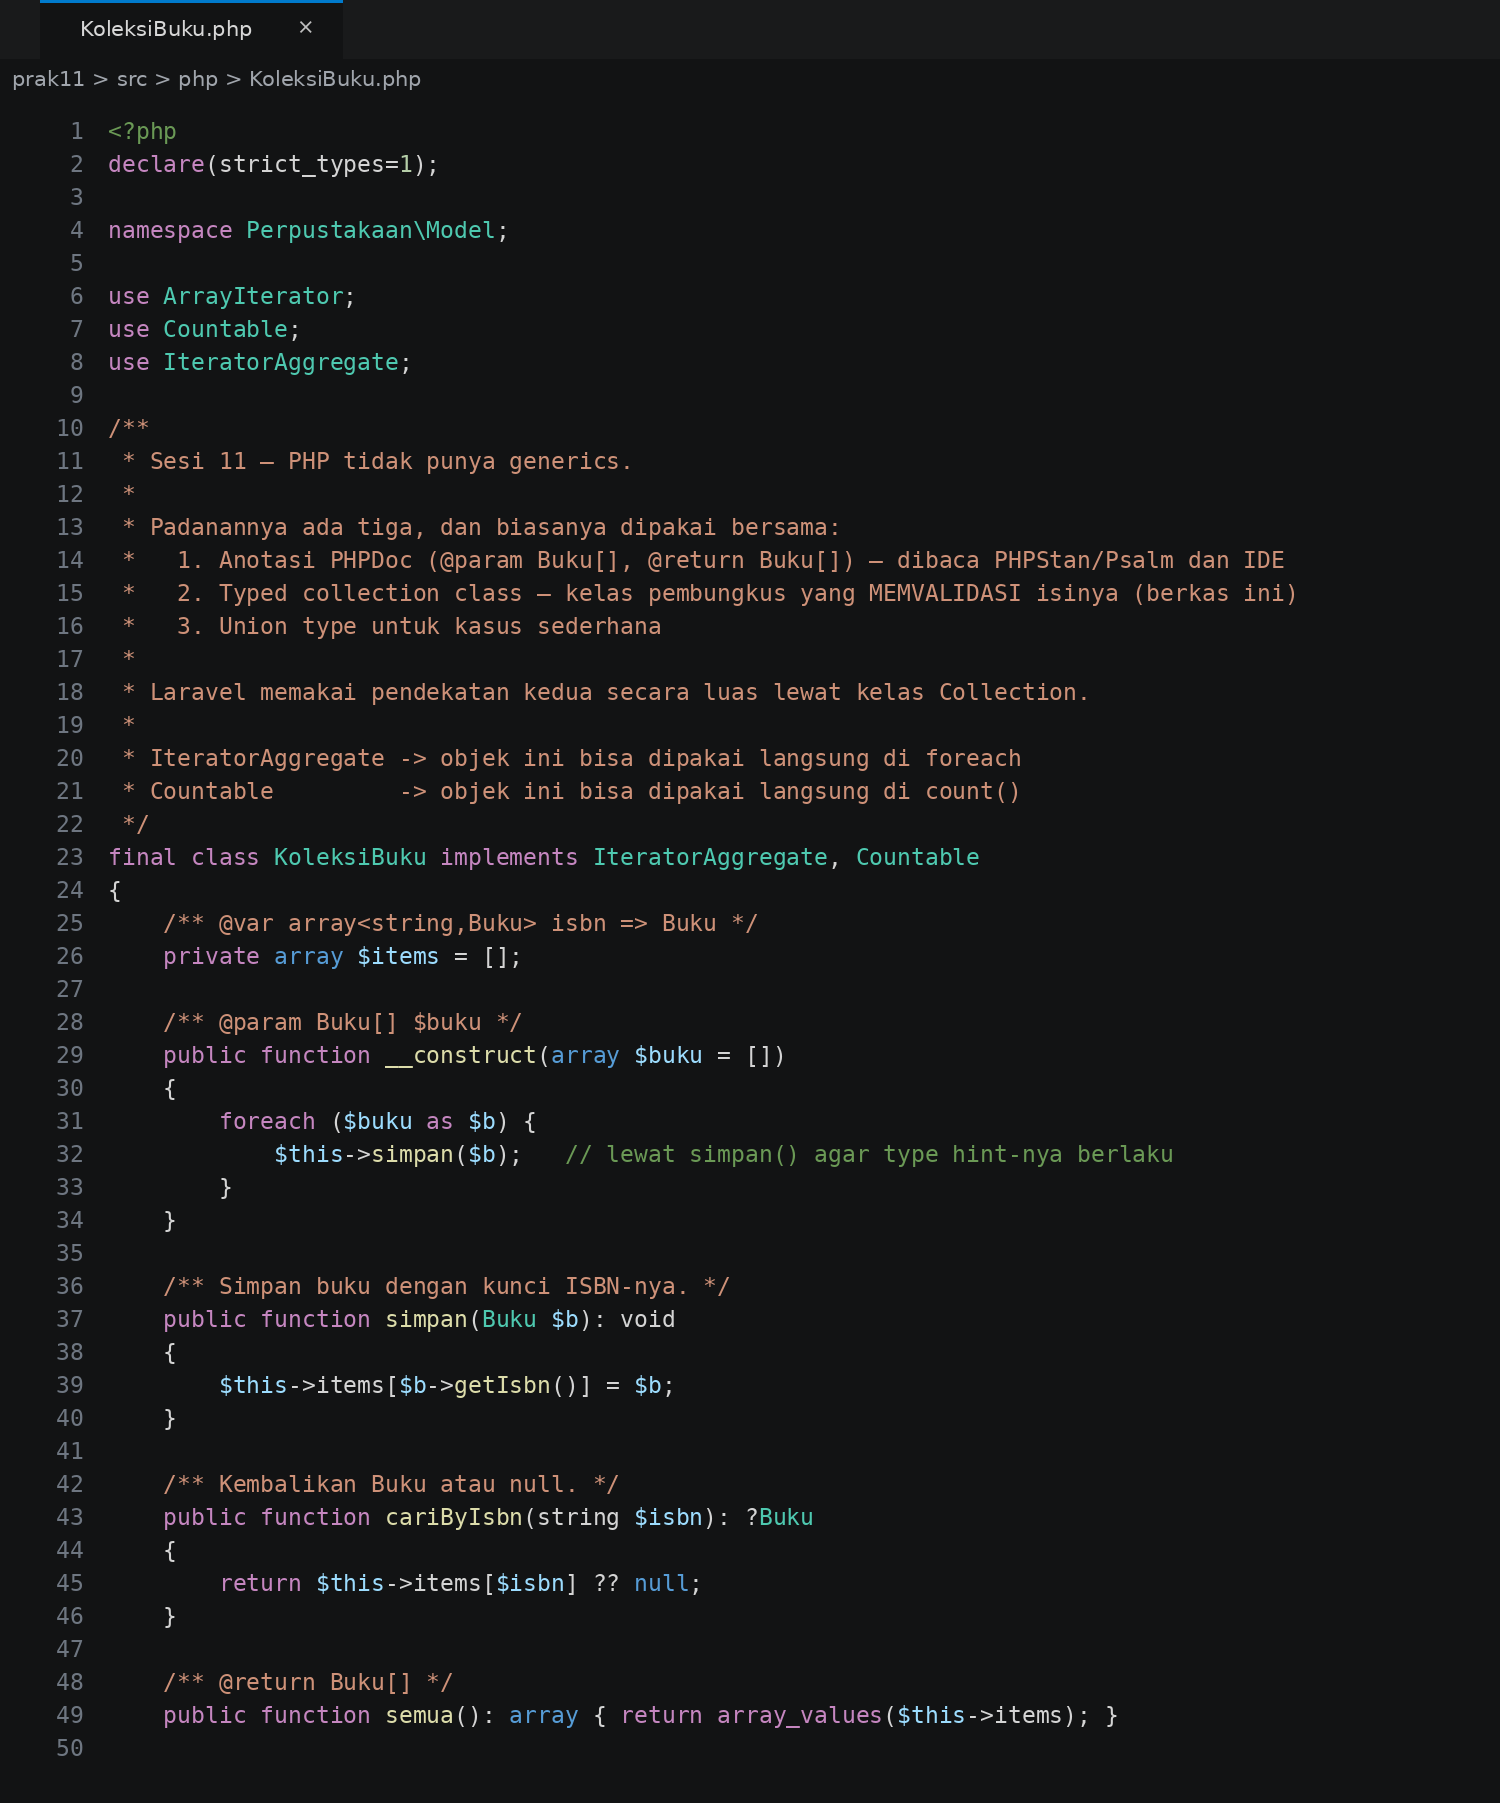 KoleksiBuku.php ×
prak11 > src > php > KoleksiBuku.php
1 <?php
2 declare(strict_types=1);
3
4 namespace Perpustakaan\Model;
5
6 use ArrayIterator;
7 use Countable;
8 use IteratorAggregate;
9
10 /**
11  * Sesi 11 — PHP tidak punya generics.
12  *
13  * Padanannya ada tiga, dan biasanya dipakai bersama:
14  *   1. Anotasi PHPDoc (@param Buku[], @return Buku[]) — dibaca PHPStan/Psalm dan IDE
15  *   2. Typed collection class — kelas pembungkus yang MEMVALIDASI isinya (berkas ini)
16  *   3. Union type untuk kasus sederhana
17  *
18  * Laravel memakai pendekatan kedua secara luas lewat kelas Collection.
19  *
20  * IteratorAggregate -> objek ini bisa dipakai langsung di foreach
21  * Countable         -> objek ini bisa dipakai langsung di count()
22  */
23 final class KoleksiBuku implements IteratorAggregate, Countable
24 {
25     /** @var array<string,Buku> isbn => Buku */
26     private array $items = [];
27
28     /** @param Buku[] $buku */
29     public function __construct(array $buku = [])
30     {
31         foreach ($buku as $b) {
32             $this->simpan($b);   // lewat simpan() agar type hint-nya berlaku
33         }
34     }
35
36     /** Simpan buku dengan kunci ISBN-nya. */
37     public function simpan(Buku $b): void
38     {
39         $this->items[$b->getIsbn()] = $b;
40     }
41
42     /** Kembalikan Buku atau null. */
43     public function cariByIsbn(string $isbn): ?Buku
44     {
45         return $this->items[$isbn] ?? null;
46     }
47
48     /** @return Buku[] */
49     public function semua(): array { return array_values($this->items); }
50